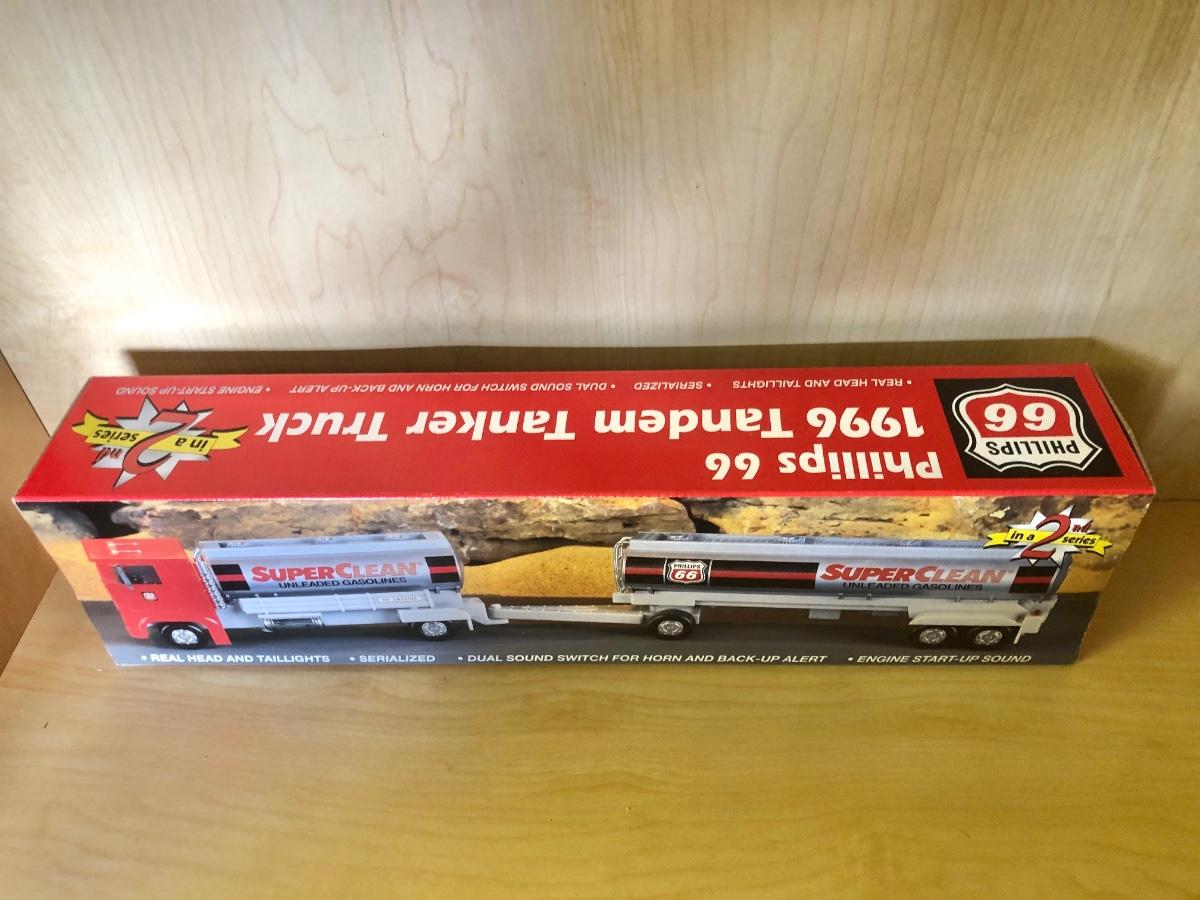 PHILLIPS
66
Phillips 66
1996 Tandem Tanker Truck
2nd
in a series
• REAL HEAD AND TAILLIGHTS • SERIALIZED • DUAL SOUND SWITCH FOR HORN AND BACK-UP ALERT • ENGINE START-UP SOUND
2nd
in a series
SUPERCLEAN
UNLEADED GASOLINES
NO SMOKING
PHILLIPS
66
SUPERCLEAN
UNLEADED GASOLINES
• REAL HEAD AND TAILLIGHTS • SERIALIZED • DUAL SOUND SWITCH FOR HORN AND BACK-UP ALERT • ENGINE START-UP SOUND